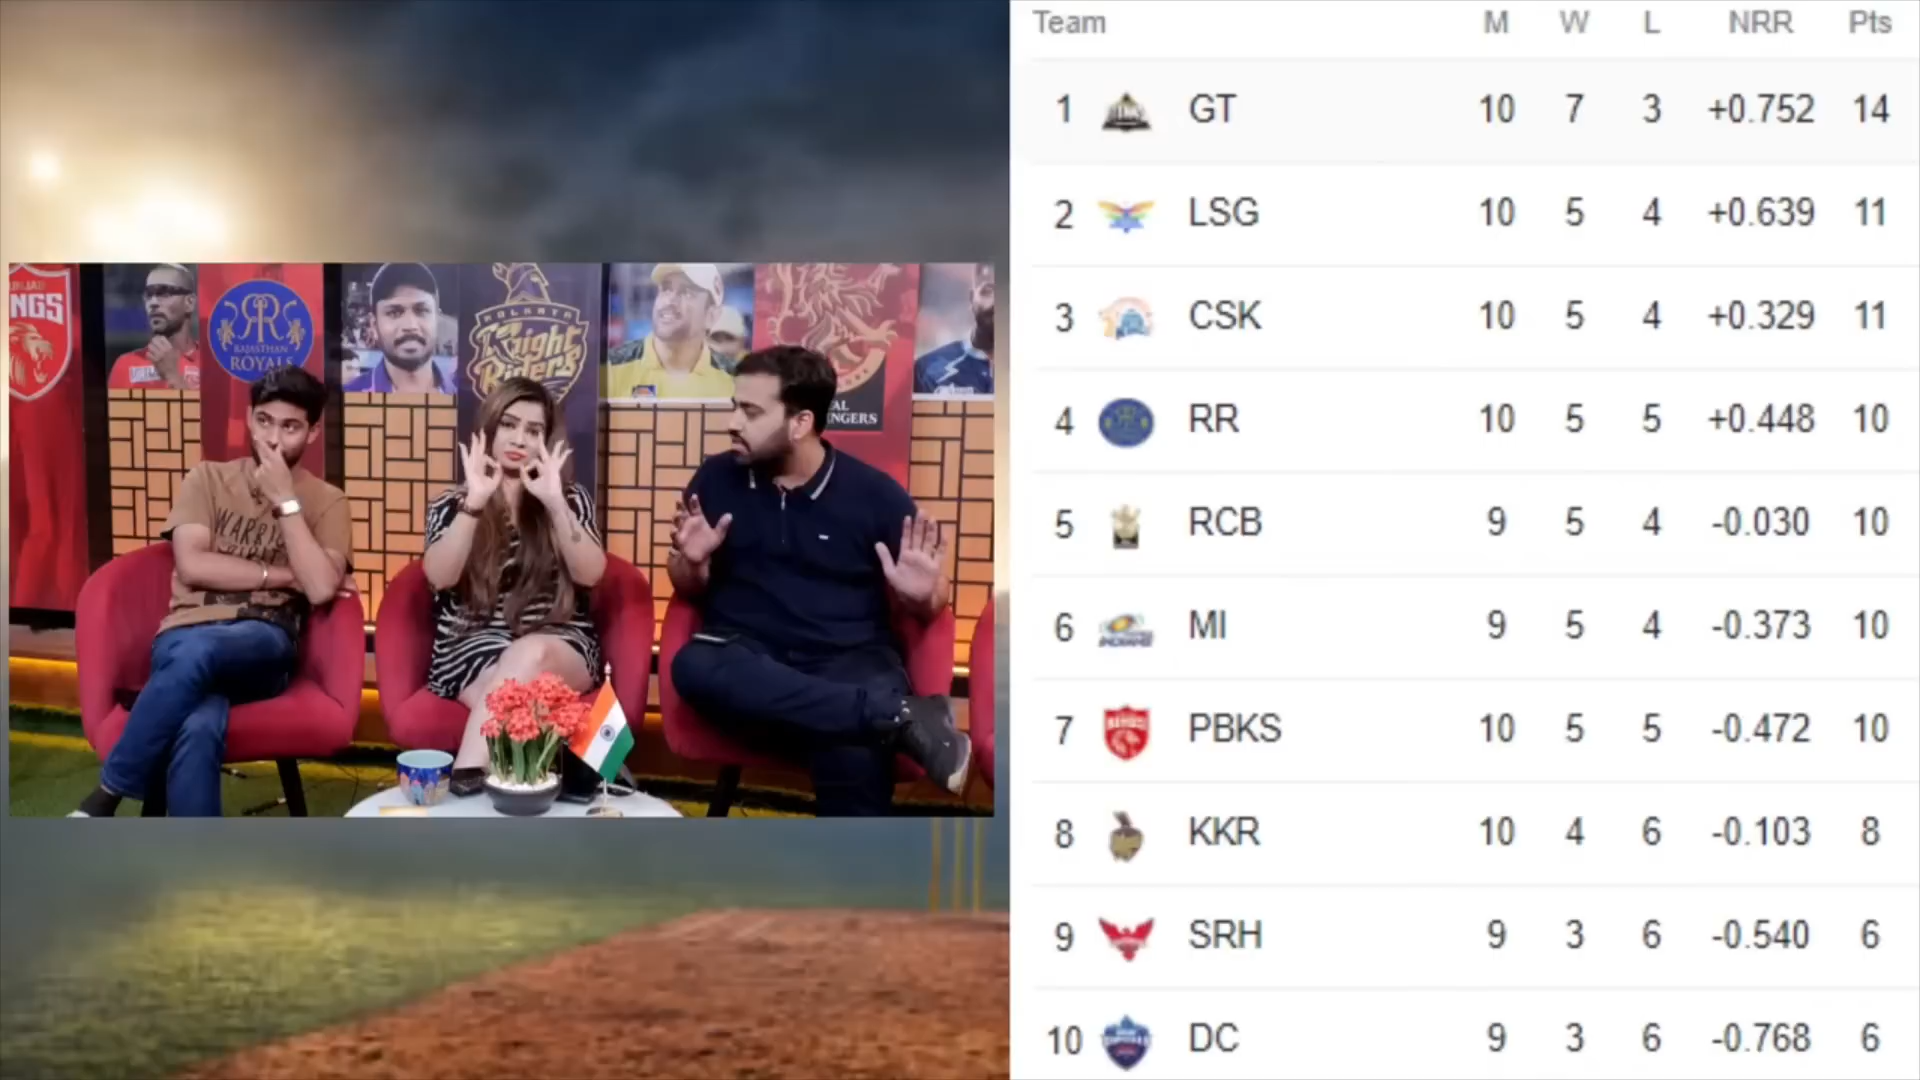 NGS
RAJASTHAN
ROYALS
KOLKATA
Knight
Riders
WARRIO
SPIRIT
Team M W L NRR Pts
1 GT 10 7 3 +0.752 14
2 LSG 10 5 4 +0.639 11
3 CSK 10 5 4 +0.329 11
4 RR 10 5 5 +0.448 10
5 RCB 9 5 4 -0.030 10
6 MI 9 5 4 -0.373 10
7 PBKS 10 5 5 -0.472 10
8 KKR 10 4 6 -0.103 8
9 SRH 9 3 6 -0.540 6
10 DC 9 3 6 -0.768 6